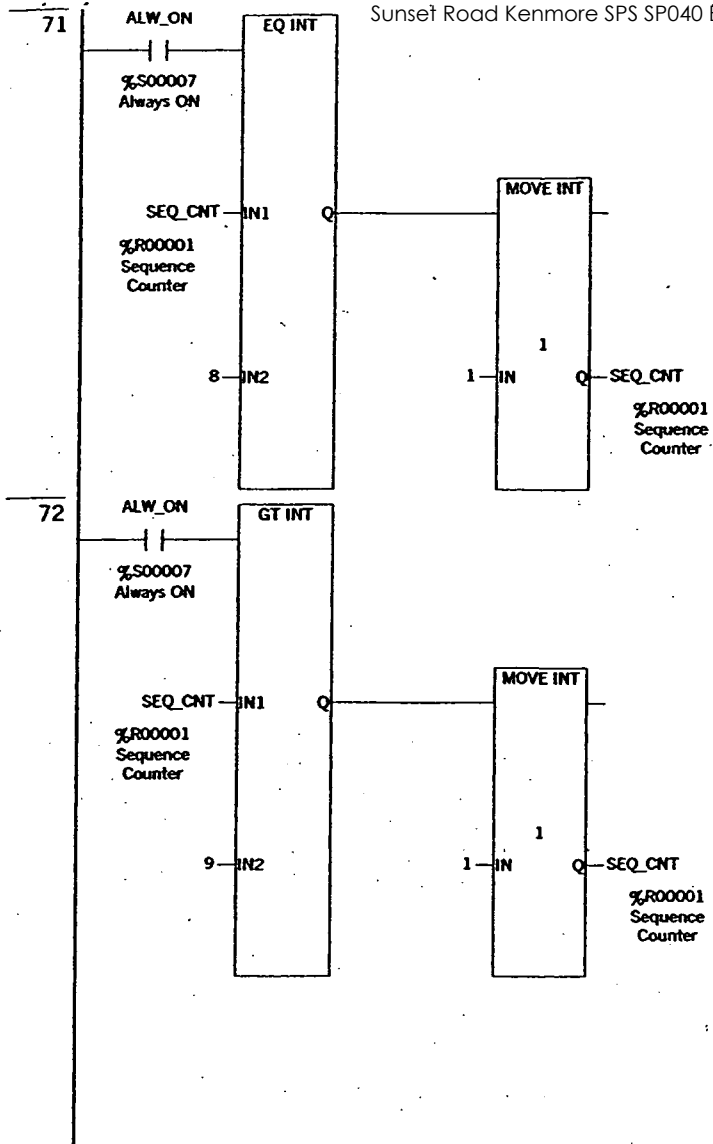 Sunset Road Kenmore SPS SP040
71
ALW_ON
EQ INT
%S00007
Always ON
MOVE INT
SEQ_CNT
IN1
Q
%R00001
Sequence
Counter
1
8
IN2
1
IN
Q
SEQ_CNT
%R00001
Sequence
Counter
72
ALW_ON
GT INT
%S00007
Always ON
MOVE INT
SEQ_CNT
IN1
Q
%R00001
Sequence
Counter
1
9
IN2
1
IN
Q
SEQ_CNT
%R00001
Sequence
Counter